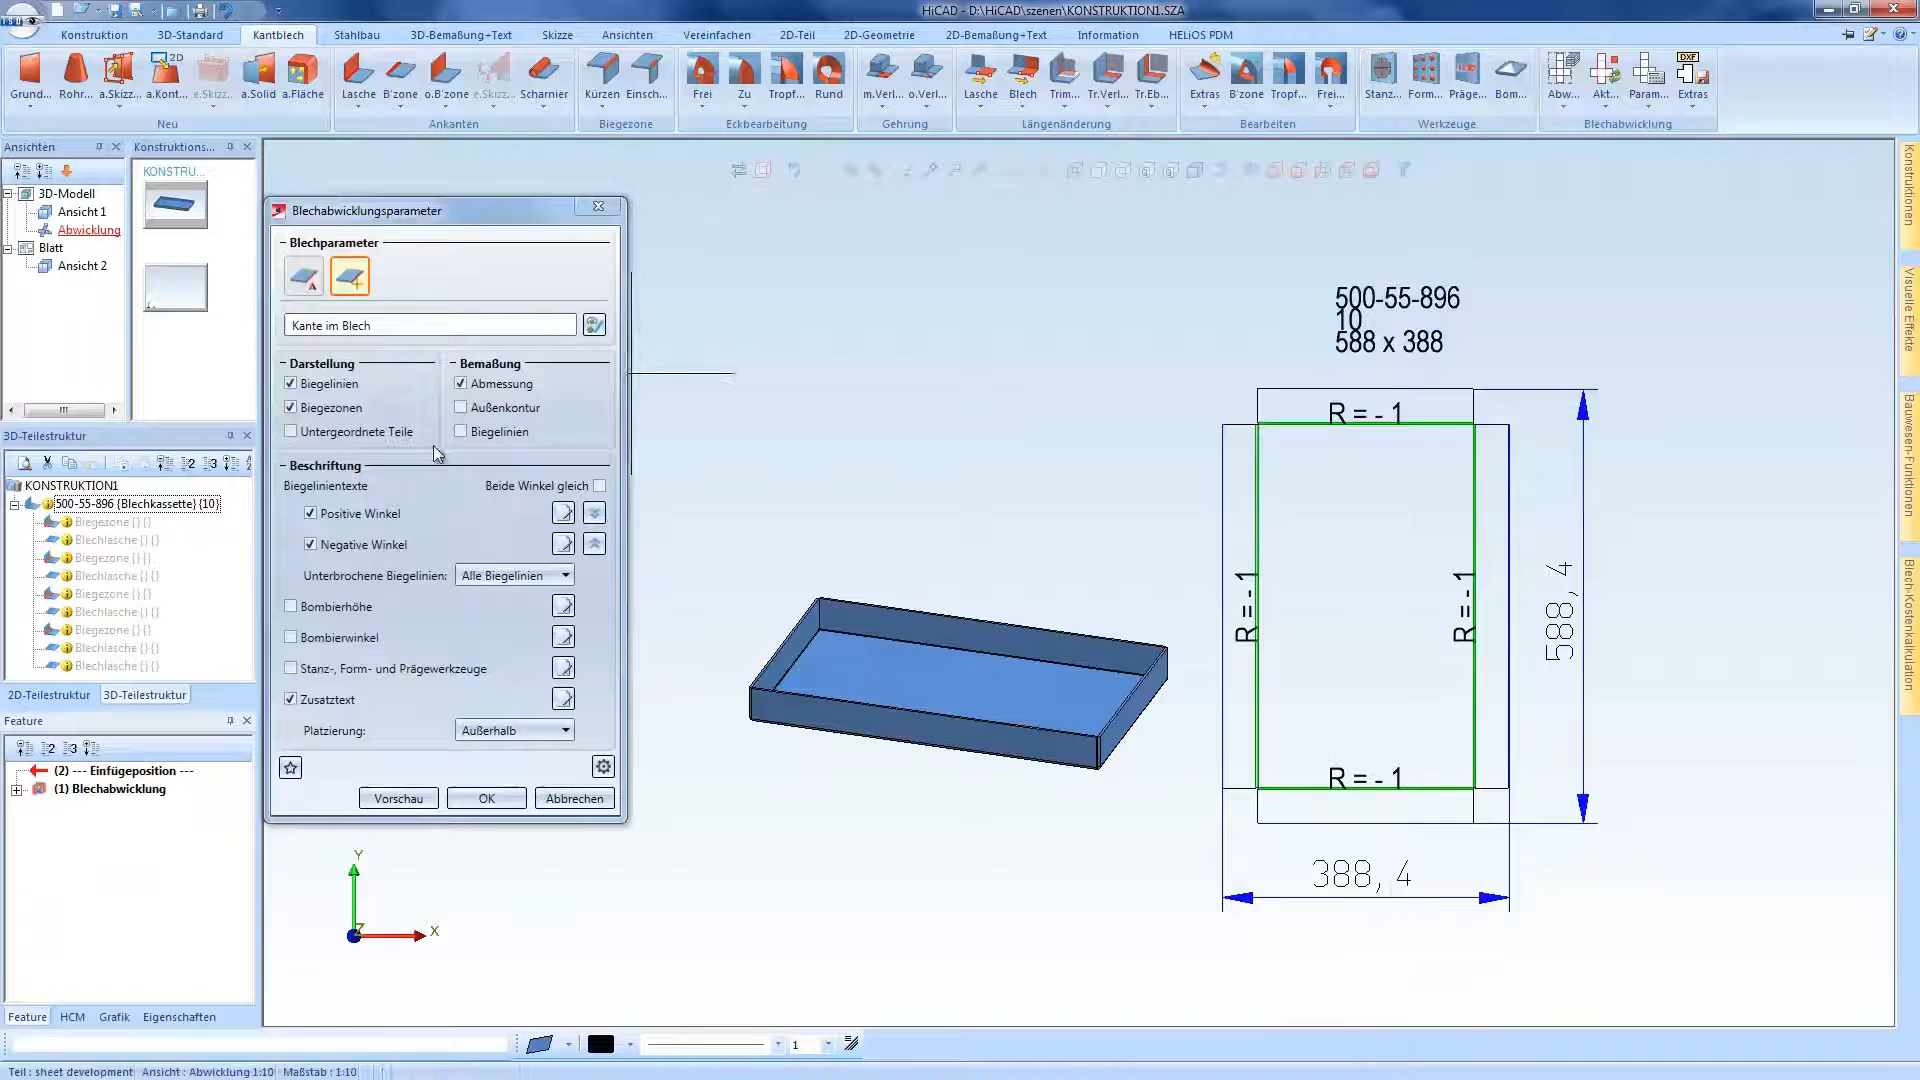 HiCAD - D:\HiCAD\szenen\KONSTRUKTION1.SZA
ISD
Konstruktion 3D-Standard Kantblech Stahlbau 3D-Bemaßung+Text Skizze Ansichten Vereinfachen 2D-Teil 2D-Geometrie 2D-Bemaßung+Text Information HELiOS PDM
Grund... Rohr... a.Skizz... a.Kont... e.Skizz... a.Solid a.Fläche Lasche B'zone o.B'zone e.Skizz... Scharnier Kürzen Einsch... Frei Zu Tropf... Rund m.Verl... o.Verl... Lasche Blech Trim... Tr.Verl... Tr.Eb... Extras B'zone Tropf... Frei... Stanz... Form... Präge... Bom... Abw... Akt... Param... Extras
2D
DXF
Neu Ankanten Biegezone Eckbearbeitung Gehrung Längenänderung Bearbeiten Werkzeuge Blechabwicklung
Ansichten
3D-Modell
Ansicht 1
Abwicklung
Blatt
Ansicht 2
Konstruktions...
KONSTRU...
3D-Teilestruktur
2 3
KONSTRUKTION1
500-55-896 {Blechkassette} {10}
Biegezone {} {}
Blechlasche {} {}
Biegezone {} {}
Blechlasche {} {}
Biegezone {} {}
Blechlasche {} {}
Biegezone {} {}
Blechlasche {} {}
Blechlasche {} {}
2D-Teilestruktur 3D-Teilestruktur
Feature
2 3
(2) --- Einfügeposition ---
(1) Blechabwicklung
Feature HCM Grafik Eigenschaften
Blechabwicklungsparameter
Blechparameter
A
Kante im Blech
Darstellung
Biegelinien
Biegezonen
Untergeordnete Teile
Bemaßung
Abmessung
Außenkontur
Biegelinien
Beschriftung
Biegelinientexte Beide Winkel gleich
Positive Winkel
Negative Winkel
Unterbrochene Biegelinien: Alle Biegelinien
Bombierhöhe
Bombierwinkel
Stanz-, Form- und Prägewerkzeuge
Zusatztext
Platzierung: Außerhalb
Vorschau OK Abbrechen
Y
Z
X
500-55-896
10
588 x 388
R = - 1
R = - 1
R = - 1
R = - 1
588, 4
388, 4
Konstruktionen
Visuelle Effekte
Bauwesen-Funktionen
Blech-Kostenkalkulation
1
Teil : sheet development Ansicht : Abwicklung 1:10 Maßstab : 1:10